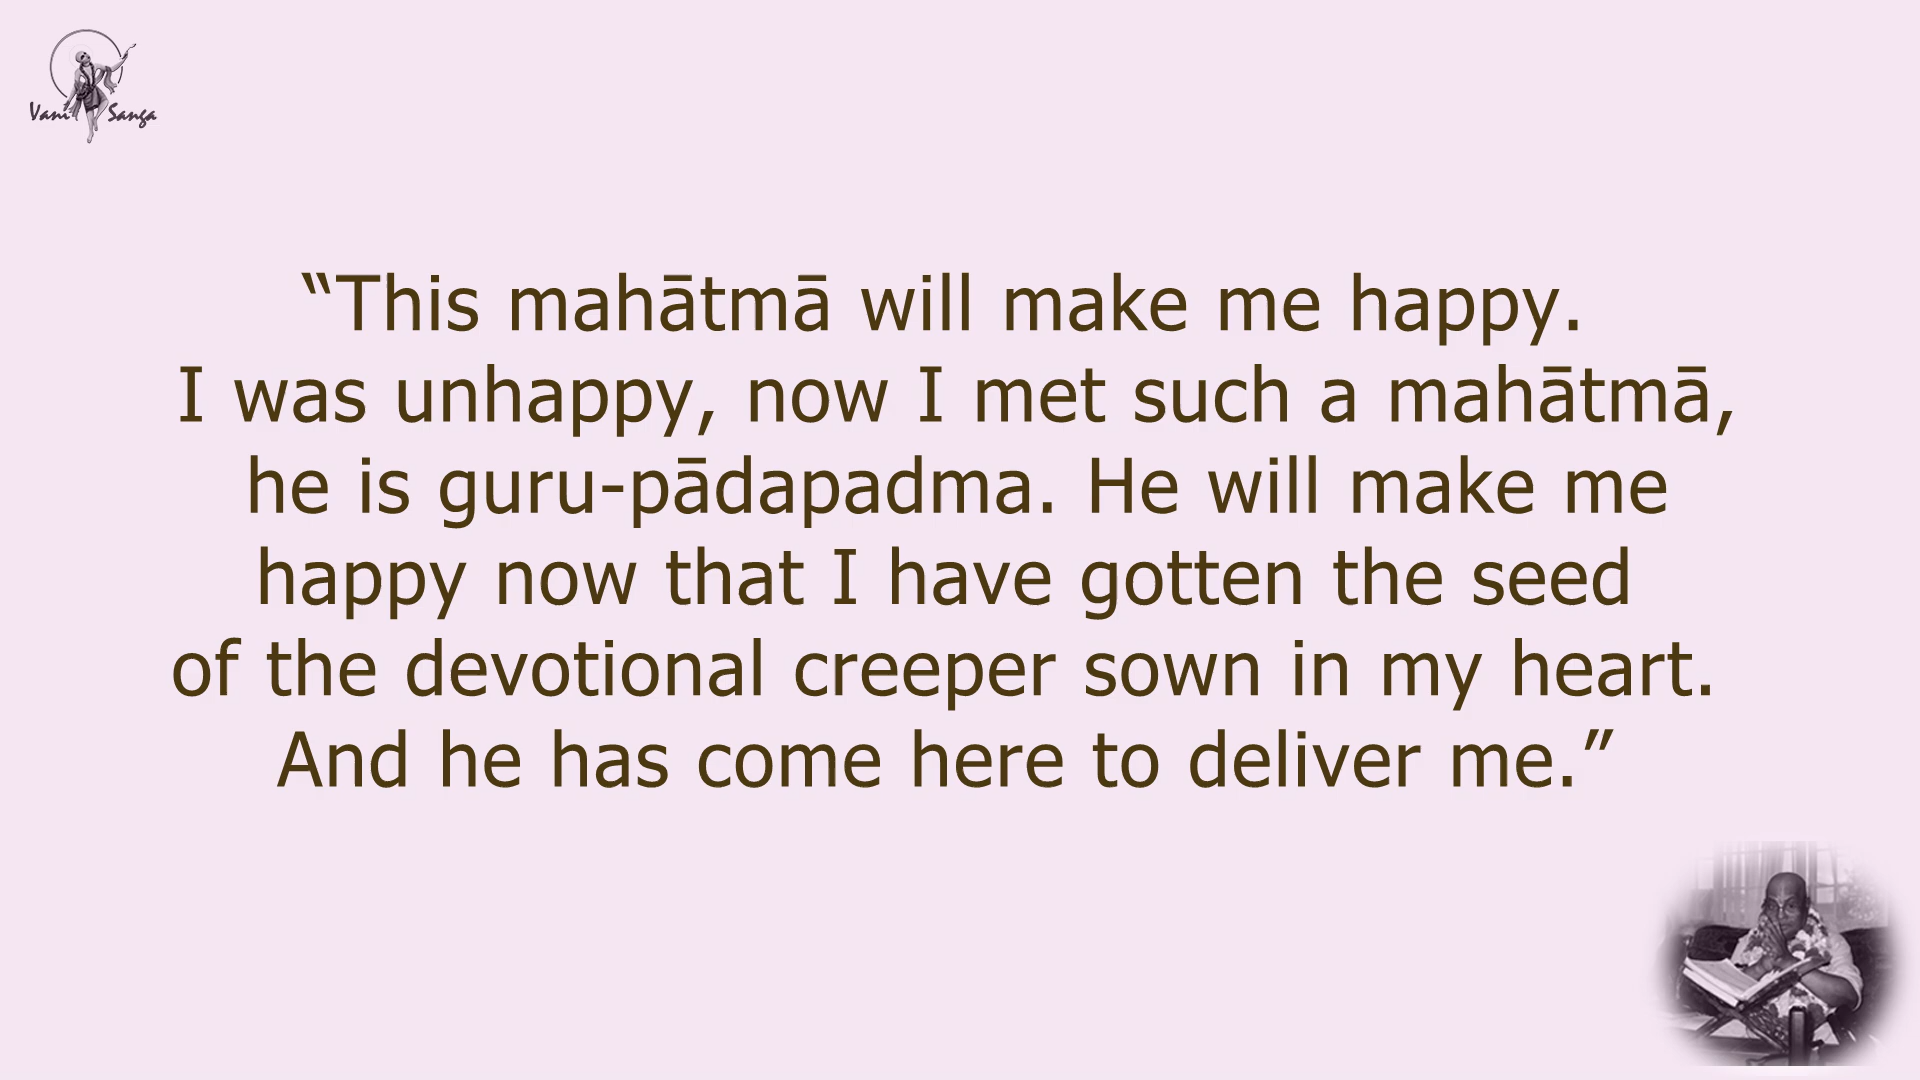 Vani Sanga
“This mahātmā will make me happy.
I was unhappy, now I met such a mahātmā,
he is guru-pādapadma. He will make me
happy now that I have gotten the seed
of the devotional creeper sown in my heart.
And he has come here to deliver me.”